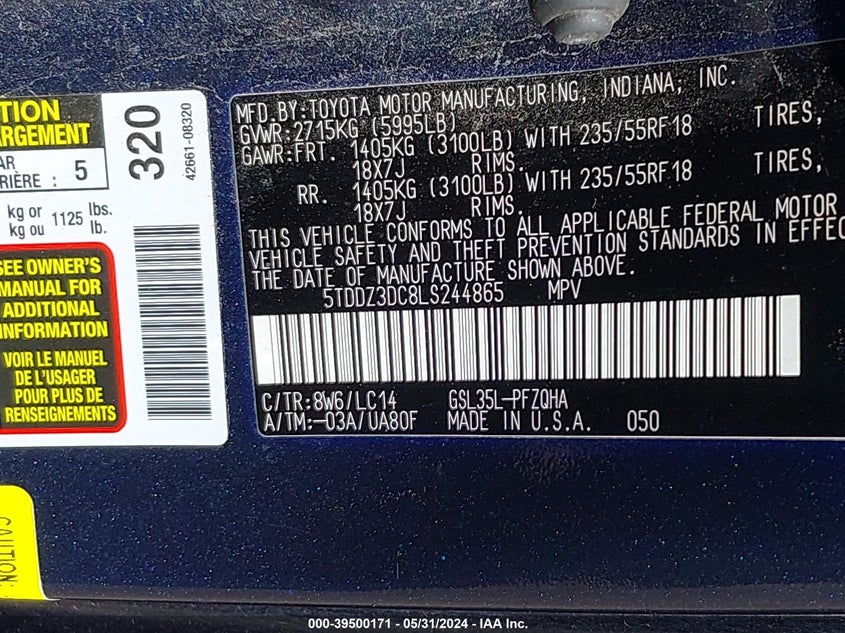 TION
ARGEMENT
AR
RIÈRE : 5
kg or 1125 lbs.
kg ou lb.
SEE OWNER'S
MANUAL FOR
ADDITIONAL
INFORMATION
VOIR LE MANUEL
DE L'USAGER
POUR PLUS DE
RENSEIGNEMENTS
320
42661-08320
MFD.BY:TOYOTA MOTOR MANUFACTURING, INDIANA, INC.
GVWR:2715KG (5995LB)
GAWR:FRT. 1405KG (3100LB) WITH 235/55RF18 TIRES,
18X7J RIMS.
RR. 1405KG (3100LB) WITH 235/55RF18 TIRES,
18X7J RIMS.
THIS VEHICLE CONFORMS TO ALL APPLICABLE FEDERAL MOTOR
VEHICLE SAFETY AND THEFT PREVENTION STANDARDS IN EFFEC
THE DATE OF MANUFACTURE SHOWN ABOVE.
5TDDZ3DC8LS244865 MPV
C/TR:8W6/LC14 GSL35L-PFZQHA
A/TM:-03A/UA80F MADE IN U.S.A. 050
CAUTION:
000-39500171 - 05/31/2024 - IAA Inc.